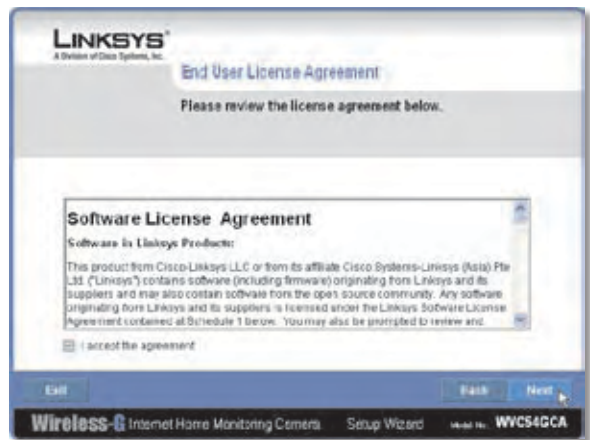 LINKSYS®
A Division of Cisco Systems, Inc.
End User License Agreement
Please review the license agreement below.
Software License Agreement
Software in Linksys Products:
This product from Cisco-Linksys LLC or from its affiliate Cisco Systems-Linksys (Asia) Pte
Ltd. ("Linksys") contains software (including firmware) originating from Linksys and its
suppliers and may also contain software from the open source community. Any software
originating from Linksys and its suppliers is licensed under the Linksys Software License
Agreement contained at Schedule 1 below. You may also be prompted to review and
I accept the agreement
Exit
Back
Next
Wireless-G Internet Home Monitoring Camera
Setup Wizard
Model No.
WVC54GCA